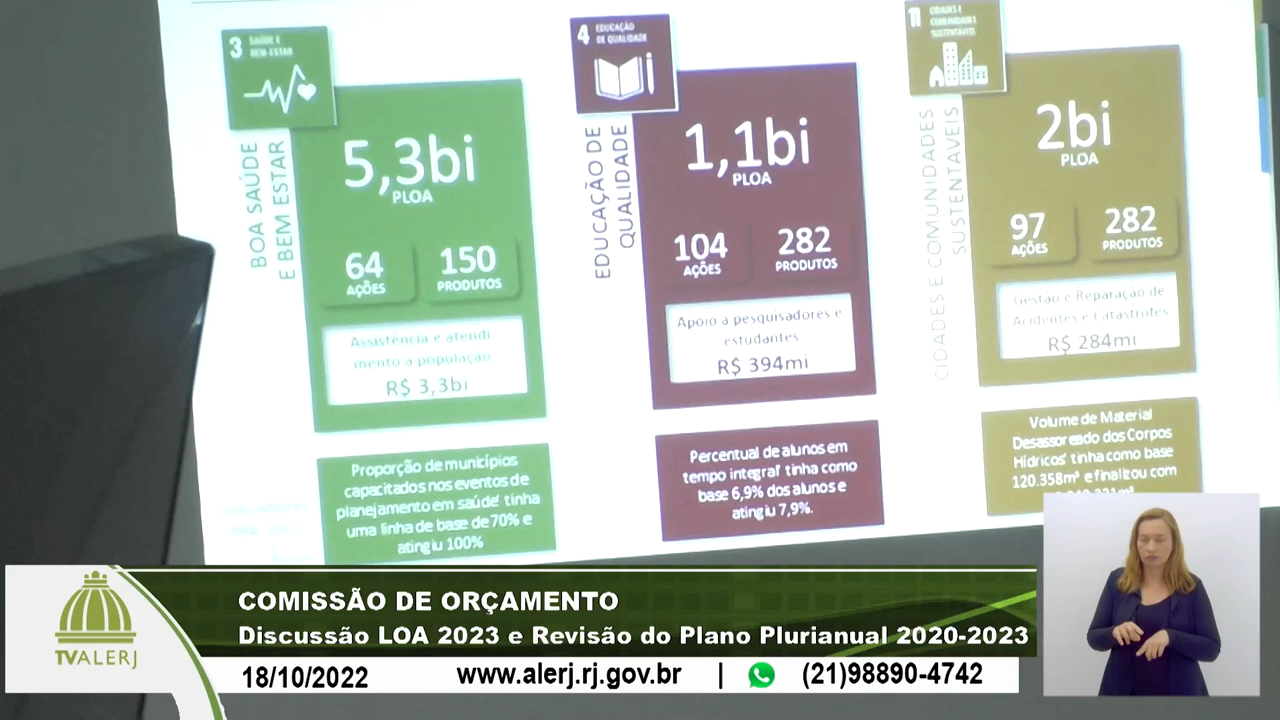 3 SAÚDE E
BEM-ESTAR
BOA SAÚDE
E BEM ESTAR
5,3bi
PLOA
64
AÇÕES
150
PRODUTOS
Assistência e atendi
mento a população
R$ 3,3bi
Proporção de municípios
capacitados nos eventos de
planejamento em saúde' tinha
uma linha de base de 70% e
atingiu 100%
4 EDUCAÇÃO
DE QUALIDADE
EDUCAÇÃO DE
QUALIDADE
1,1bi
PLOA
104
AÇÕES
282
PRODUTOS
Apoio a pesquisadores e
estudantes
R$ 394mi
Percentual de alunos em
tempo integral' tinha como
base 6,9% dos alunos e
atingiu 7,9%.
11 CIDADES E
COMUNIDADES
SUSTENTÁVEIS
CIDADES E COMUNIDADES
SUSTENTÁVEIS
2bi
PLOA
97
AÇÕES
282
PRODUTOS
Gestão e Reparação de
Acidentes e Catástrofes
R$ 284mi
Volume de Material
Desassoreado dos Corpos
Hídricos' tinha como base
120.358m³ e finalizou com
TVALERJ
COMISSÃO DE ORÇAMENTO
Discussão LOA 2023 e Revisão do Plano Plurianual 2020-2023
18/10/2022 www.alerj.rj.gov.br | (21)98890-4742